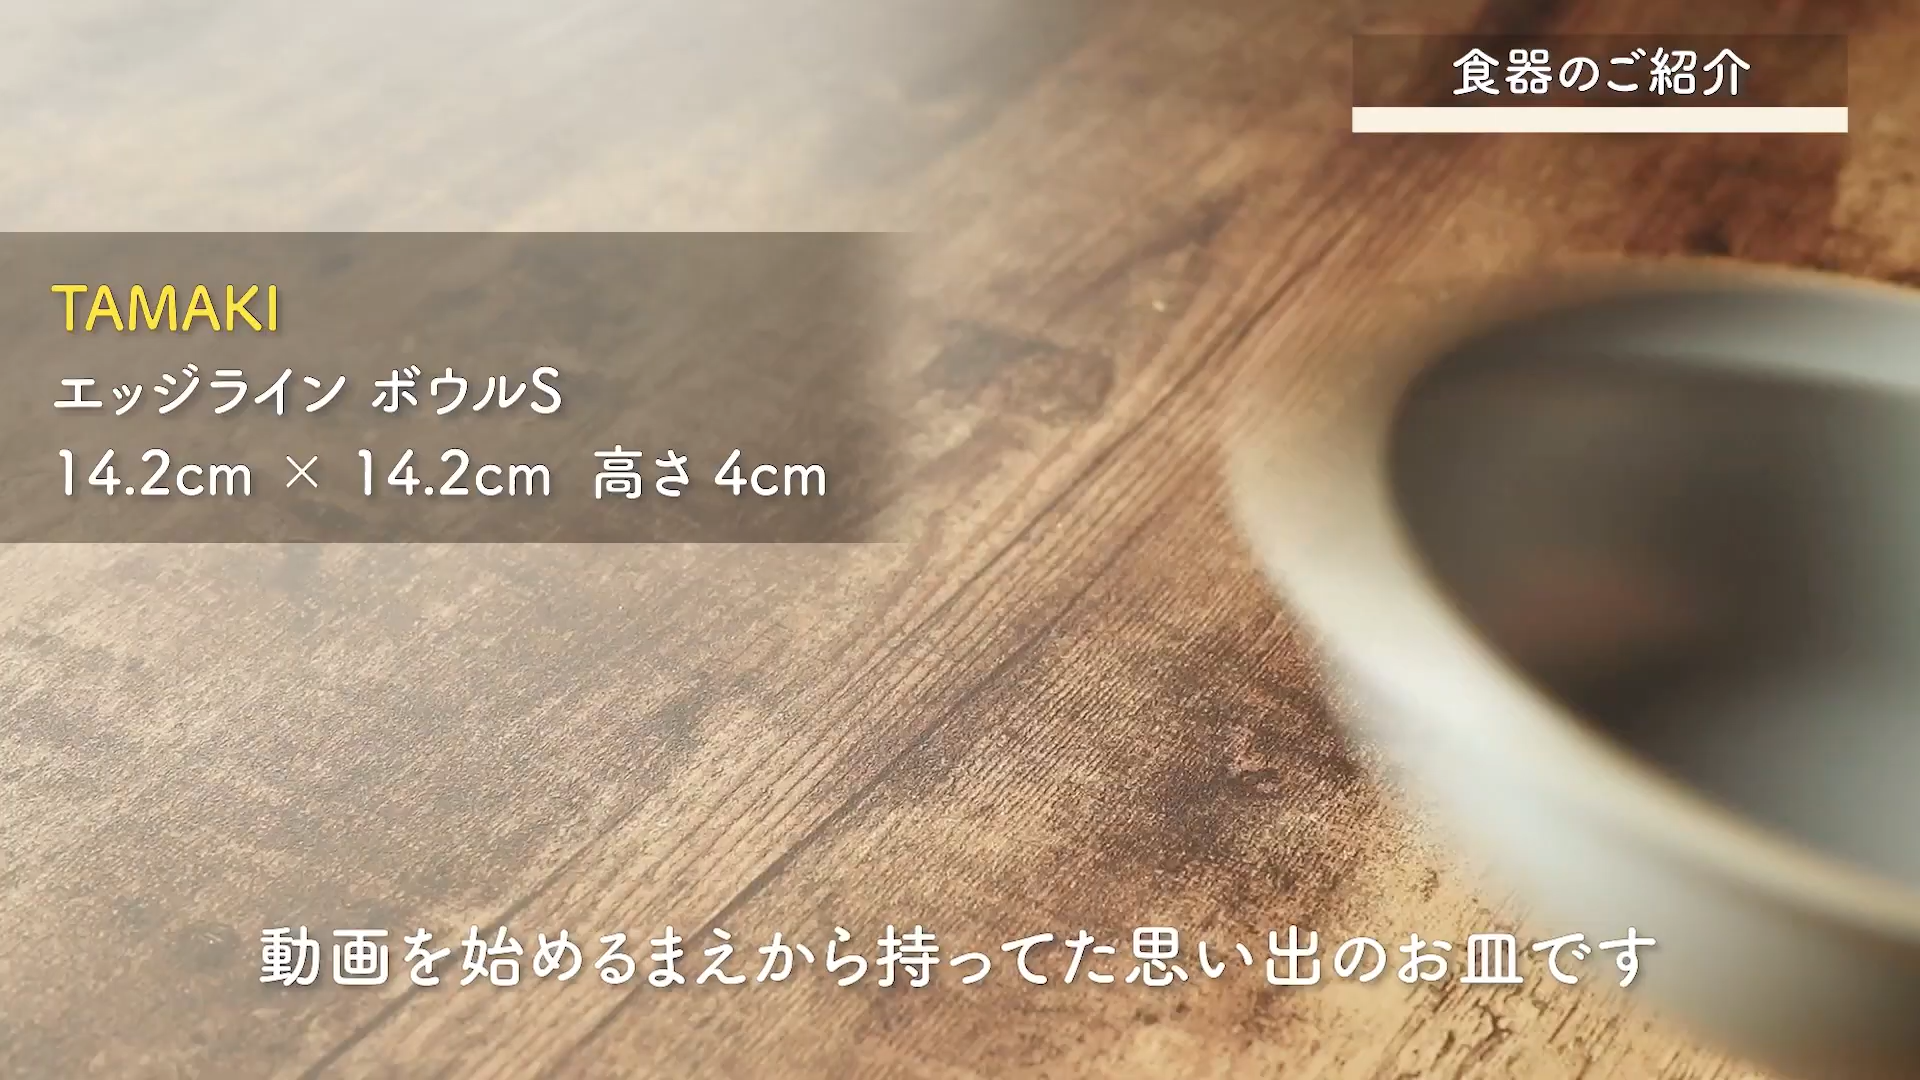 食器のご紹介
TAMAKI
エッジライン ボウルS
14.2cm × 14.2cm 高さ 4cm
動画を始めるまえから持ってた思い出のお皿です